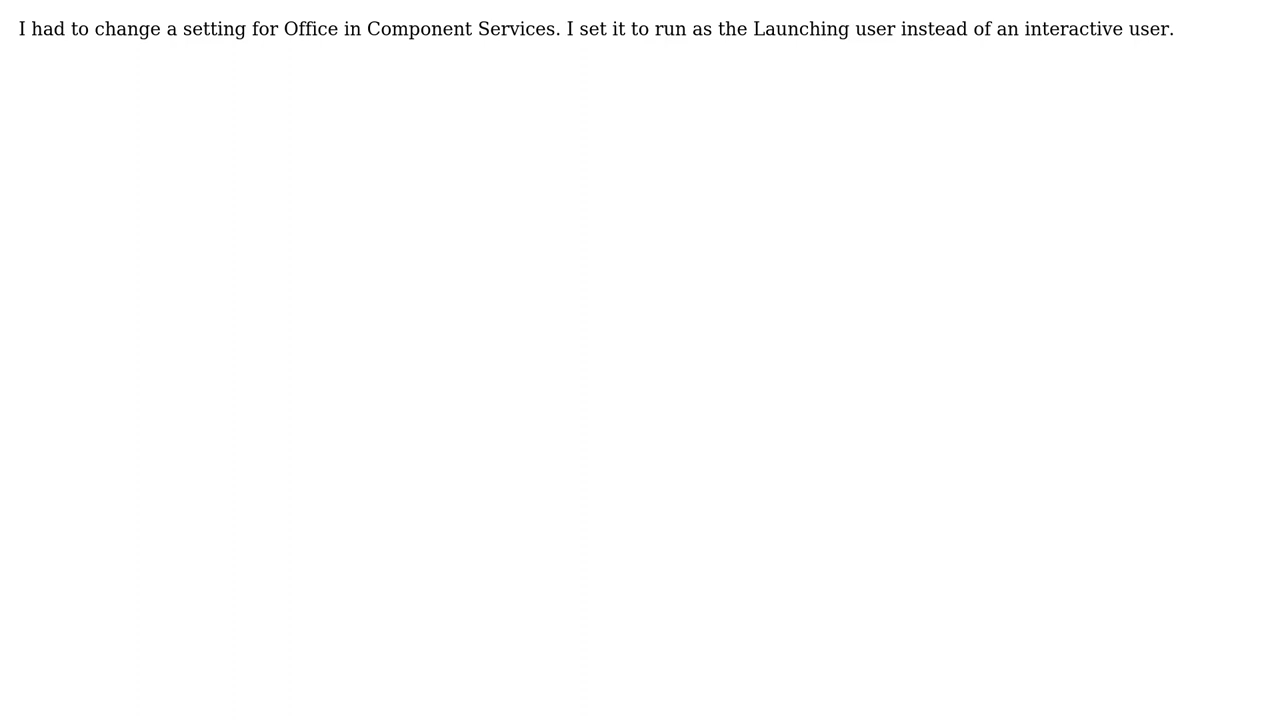 I had to change a setting for Office in Component Services. I set it to run as the Launching user instead of an interactive user.